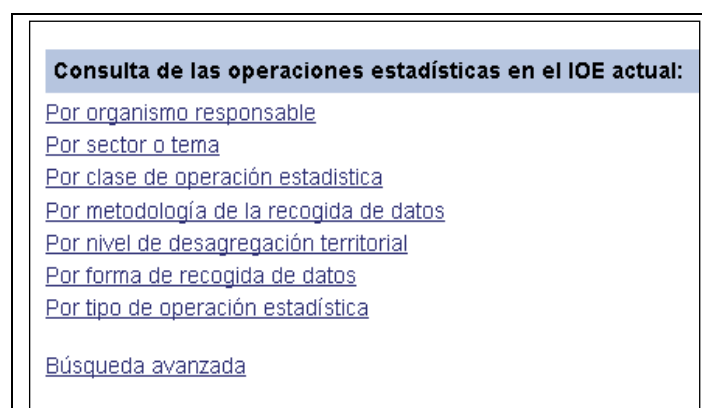 Consulta de las operaciones estadísticas en el IOE actual:
Por organismo responsable
Por sector o tema
Por clase de operación estadistica
Por metodología de la recogida de datos
Por nivel de desagregación territorial
Por forma de recogida de datos
Por tipo de operación estadística
Búsqueda avanzada